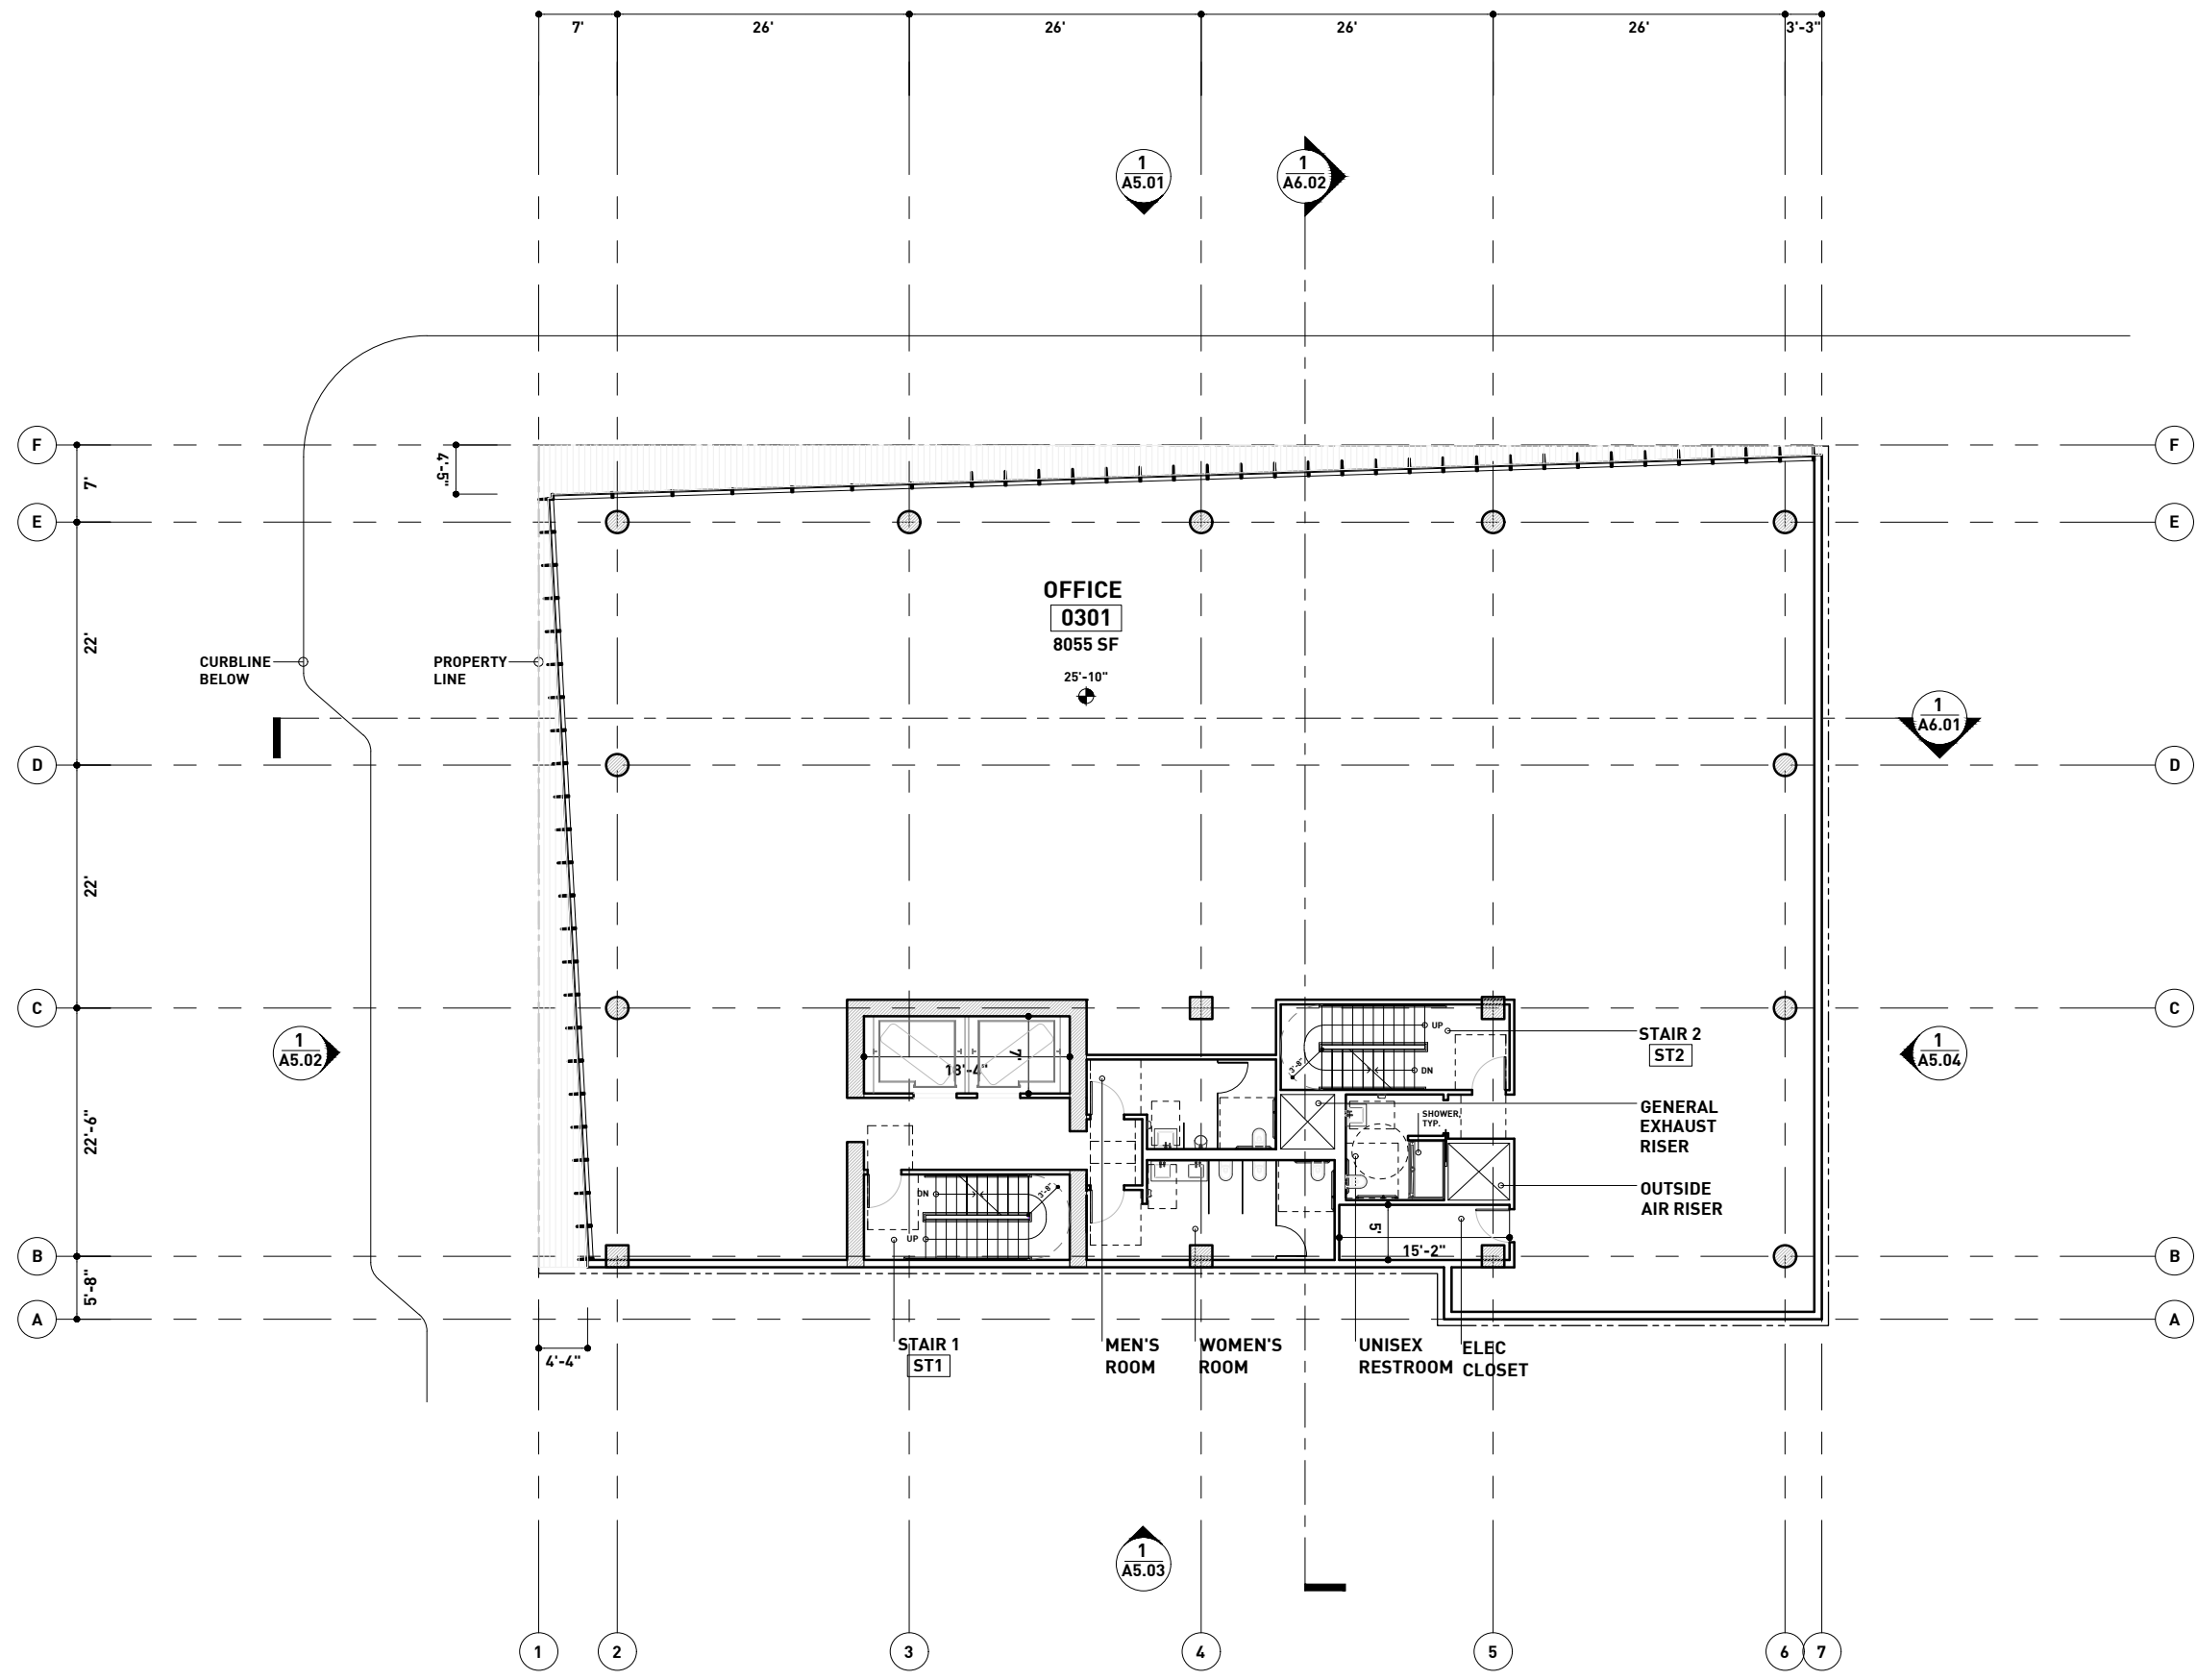 7' 26' 26' 26' 26' 3'-3"
1 1
A5.01 A6.02
F F
4'-5"
7'
E E
OFFICE
0301
8055 SF
22'
CURBLINE PROPERTY
BELOW LINE
25'-10"
1
A6.01
D D
22'
C C
UP
STAIR 2
ST2
1
A5.02
7'
18'-4"
3'-8"
DN
1
A5.04
GENERAL
EXHAUST
RISER
SHOWER,
TYP.
22'-6"
DN
3'-8"
UP
OUTSIDE
AIR RISER
5'
15'-2"
B B
5'-8"
A A
4'-4"
STAIR 1
ST1
MEN'S
ROOM
WOMEN'S
ROOM
UNISEX
RESTROOM
ELEC
CLOSET
1
A5.03
1 2 3 4 5 6 7